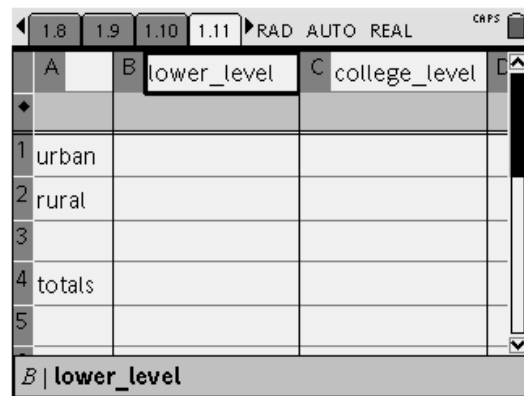 1.8 1.9 1.10 1.11 RAD AUTO REAL CAPS
A B lower_level C college_level D
◆
1 urban
2 rural
3
4 totals
5
B | lower_level